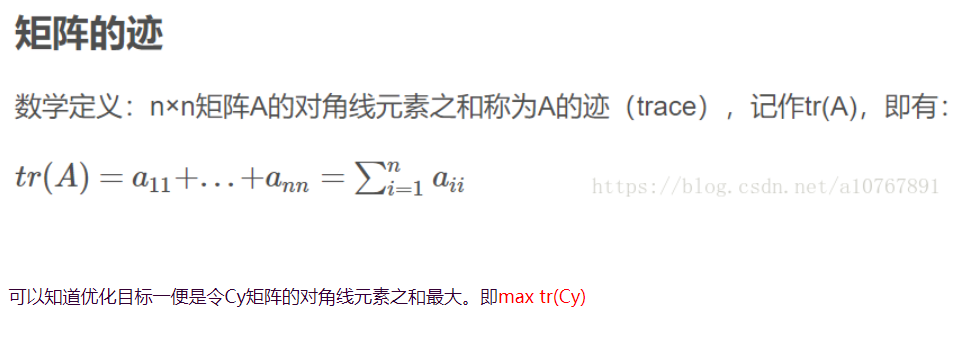 矩阵的迹
数学定义：n×n矩阵A的对角线元素之和称为A的迹（trace），记作tr(A)，即有：
tr(A) = a₁₁+…+aₙₙ = ∑ⁿᵢ₌₁ aᵢᵢ
https://blog.csdn.net/a10767891
可以知道优化目标一便是令Cy矩阵的对角线元素之和最大。即max tr(Cy)